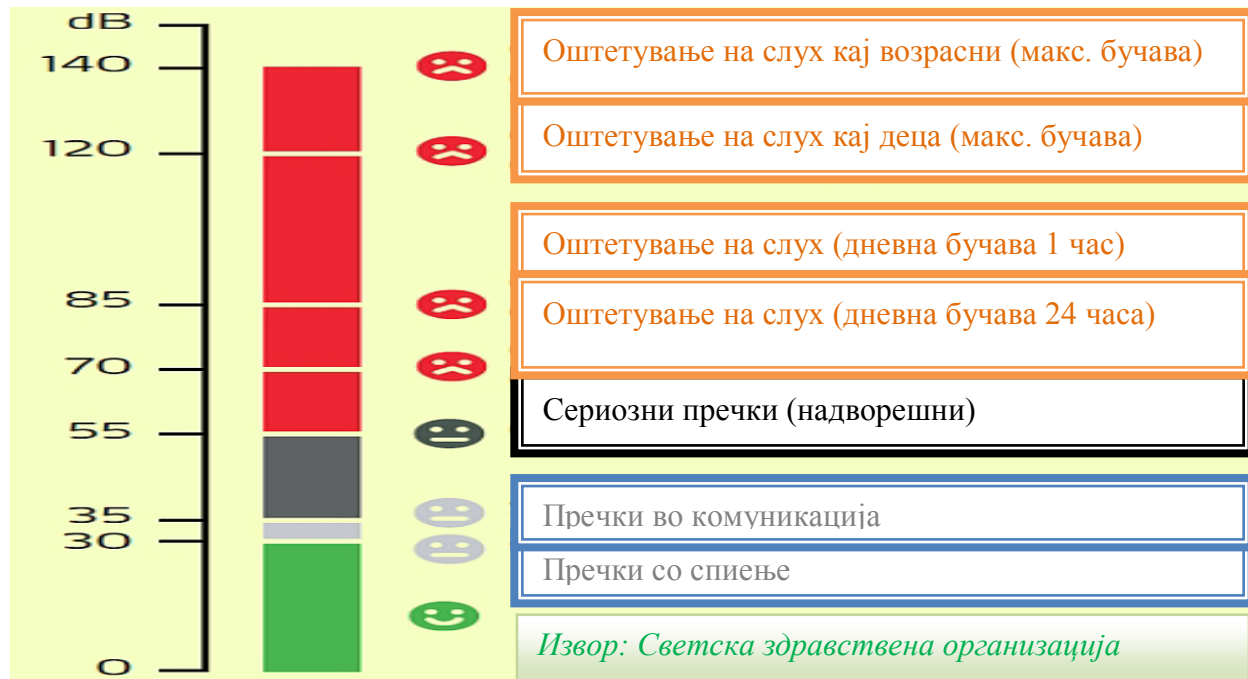 dB
140
Оштетување на слух кај возрасни (макс. бучава)
120
Оштетување на слух кај деца (макс. бучава)
Оштетување на слух (дневна бучава 1 час)
85
Оштетување на слух (дневна бучава 24 часа)
70
Сериозни пречки (надворешни)
55
35
Пречки во комуникација
30
Пречки со спиење
0
Извор: Светска здравствена организација